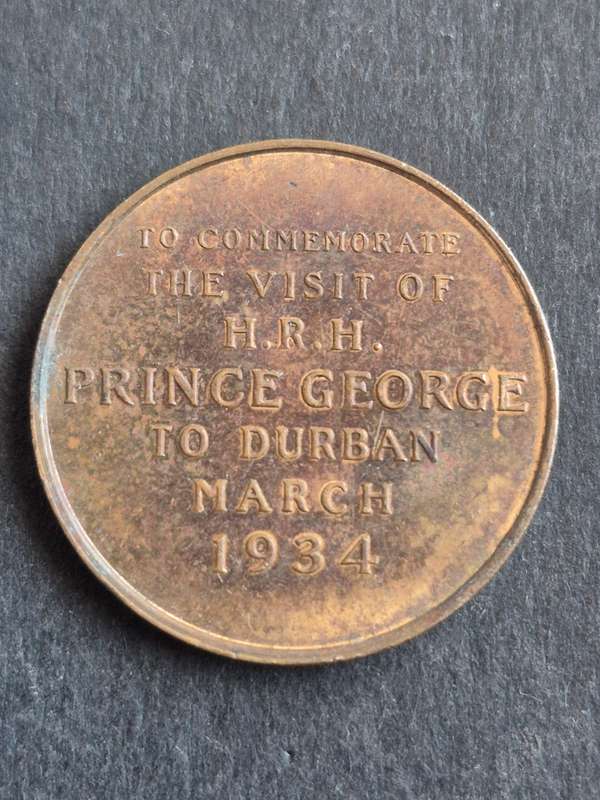 TO COMMEMORATE
THE VISIT OF
H.R.H.
PRINCE GEORGE
TO DURBAN
MARCH
1934